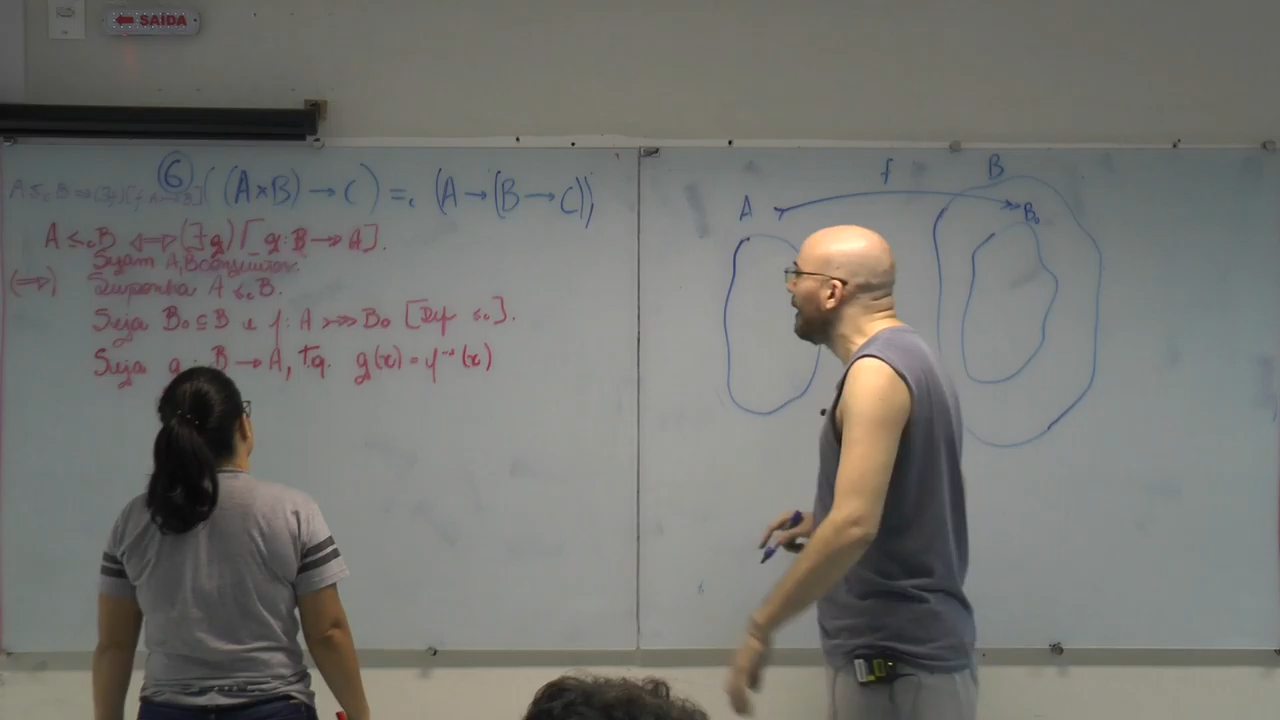 SAÍDA
⑥ ((A×B) → C) =c (A → (B → C))
A ≤c B ⟺ (∃g)[g : B ↠ A].
Sejam A, B conjuntos.
(⟹) Suponha A ≤c B.
Seja B₀ ⊆ B e f : A ⤖ B₀ [Def ≤c].
Seja g : B → A, t.q. g(x) = f⁻¹(x)
f
B
A
B₀